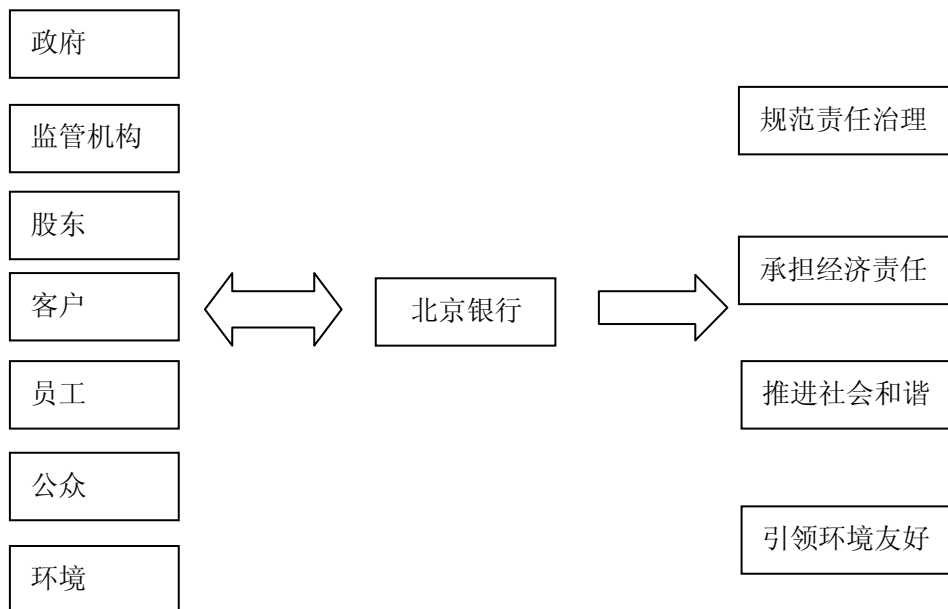 政府
监管机构
股东
客户
员工
公众
环境
北京银行
规范责任治理
承担经济责任
推进社会和谐
引领环境友好